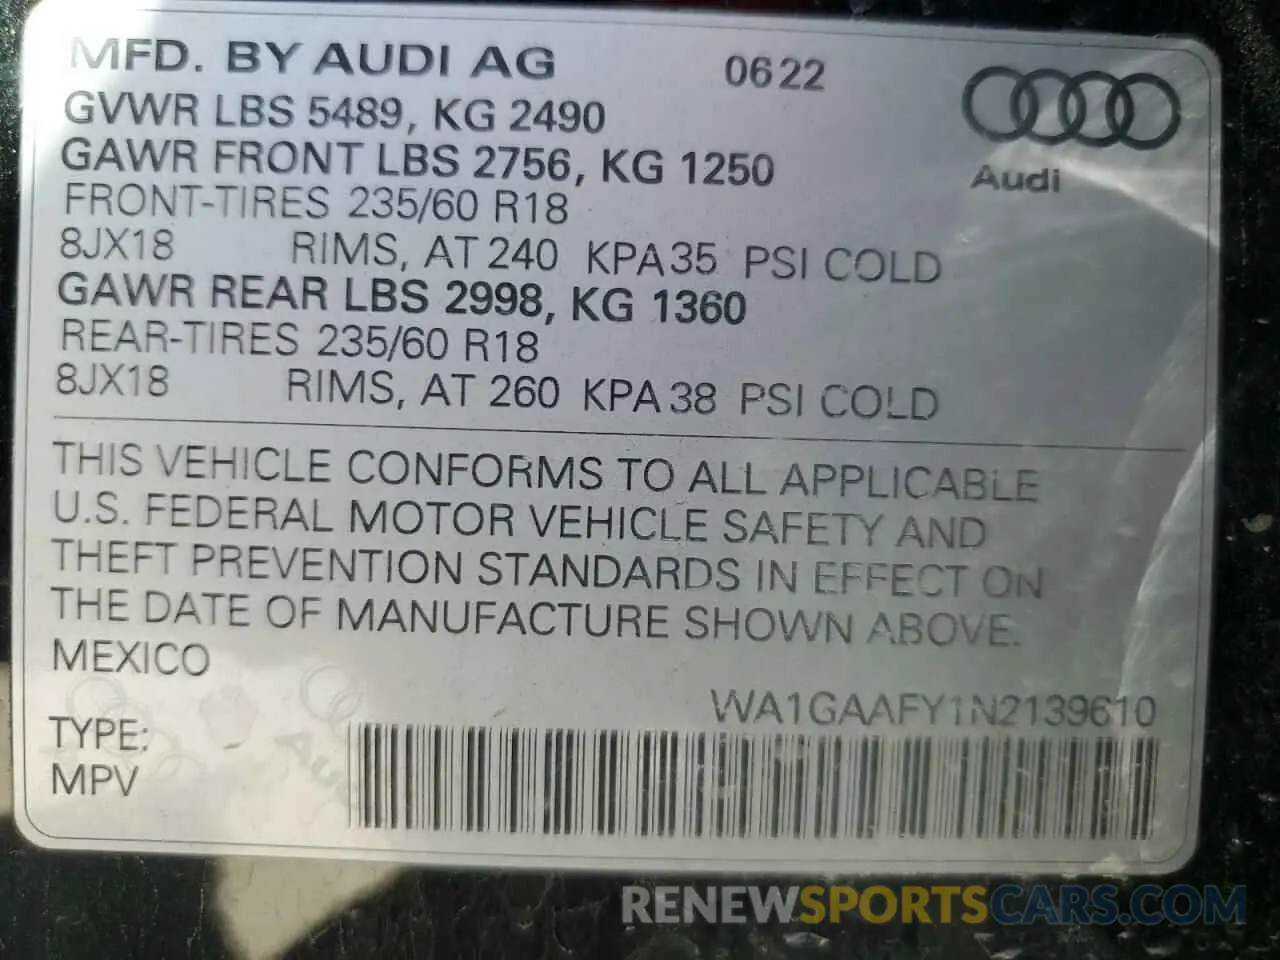 MFD. BY AUDI AG 0622
GVWR LBS 5489, KG 2490
GAWR FRONT LBS 2756, KG 1250
Audi
FRONT-TIRES 235/60 R18
8JX18 RIMS, AT 240 KPA 35 PSI COLD
GAWR REAR LBS 2998, KG 1360
REAR-TIRES 235/60 R18
8JX18 RIMS, AT 260 KPA 38 PSI COLD
THIS VEHICLE CONFORMS TO ALL APPLICABLE
U.S. FEDERAL MOTOR VEHICLE SAFETY AND
THEFT PREVENTION STANDARDS IN EFFECT ON
THE DATE OF MANUFACTURE SHOWN ABOVE.
MEXICO
WA1GAAFY1N2139610
TYPE:
MPV
RENEWSPORTSCARS.COM